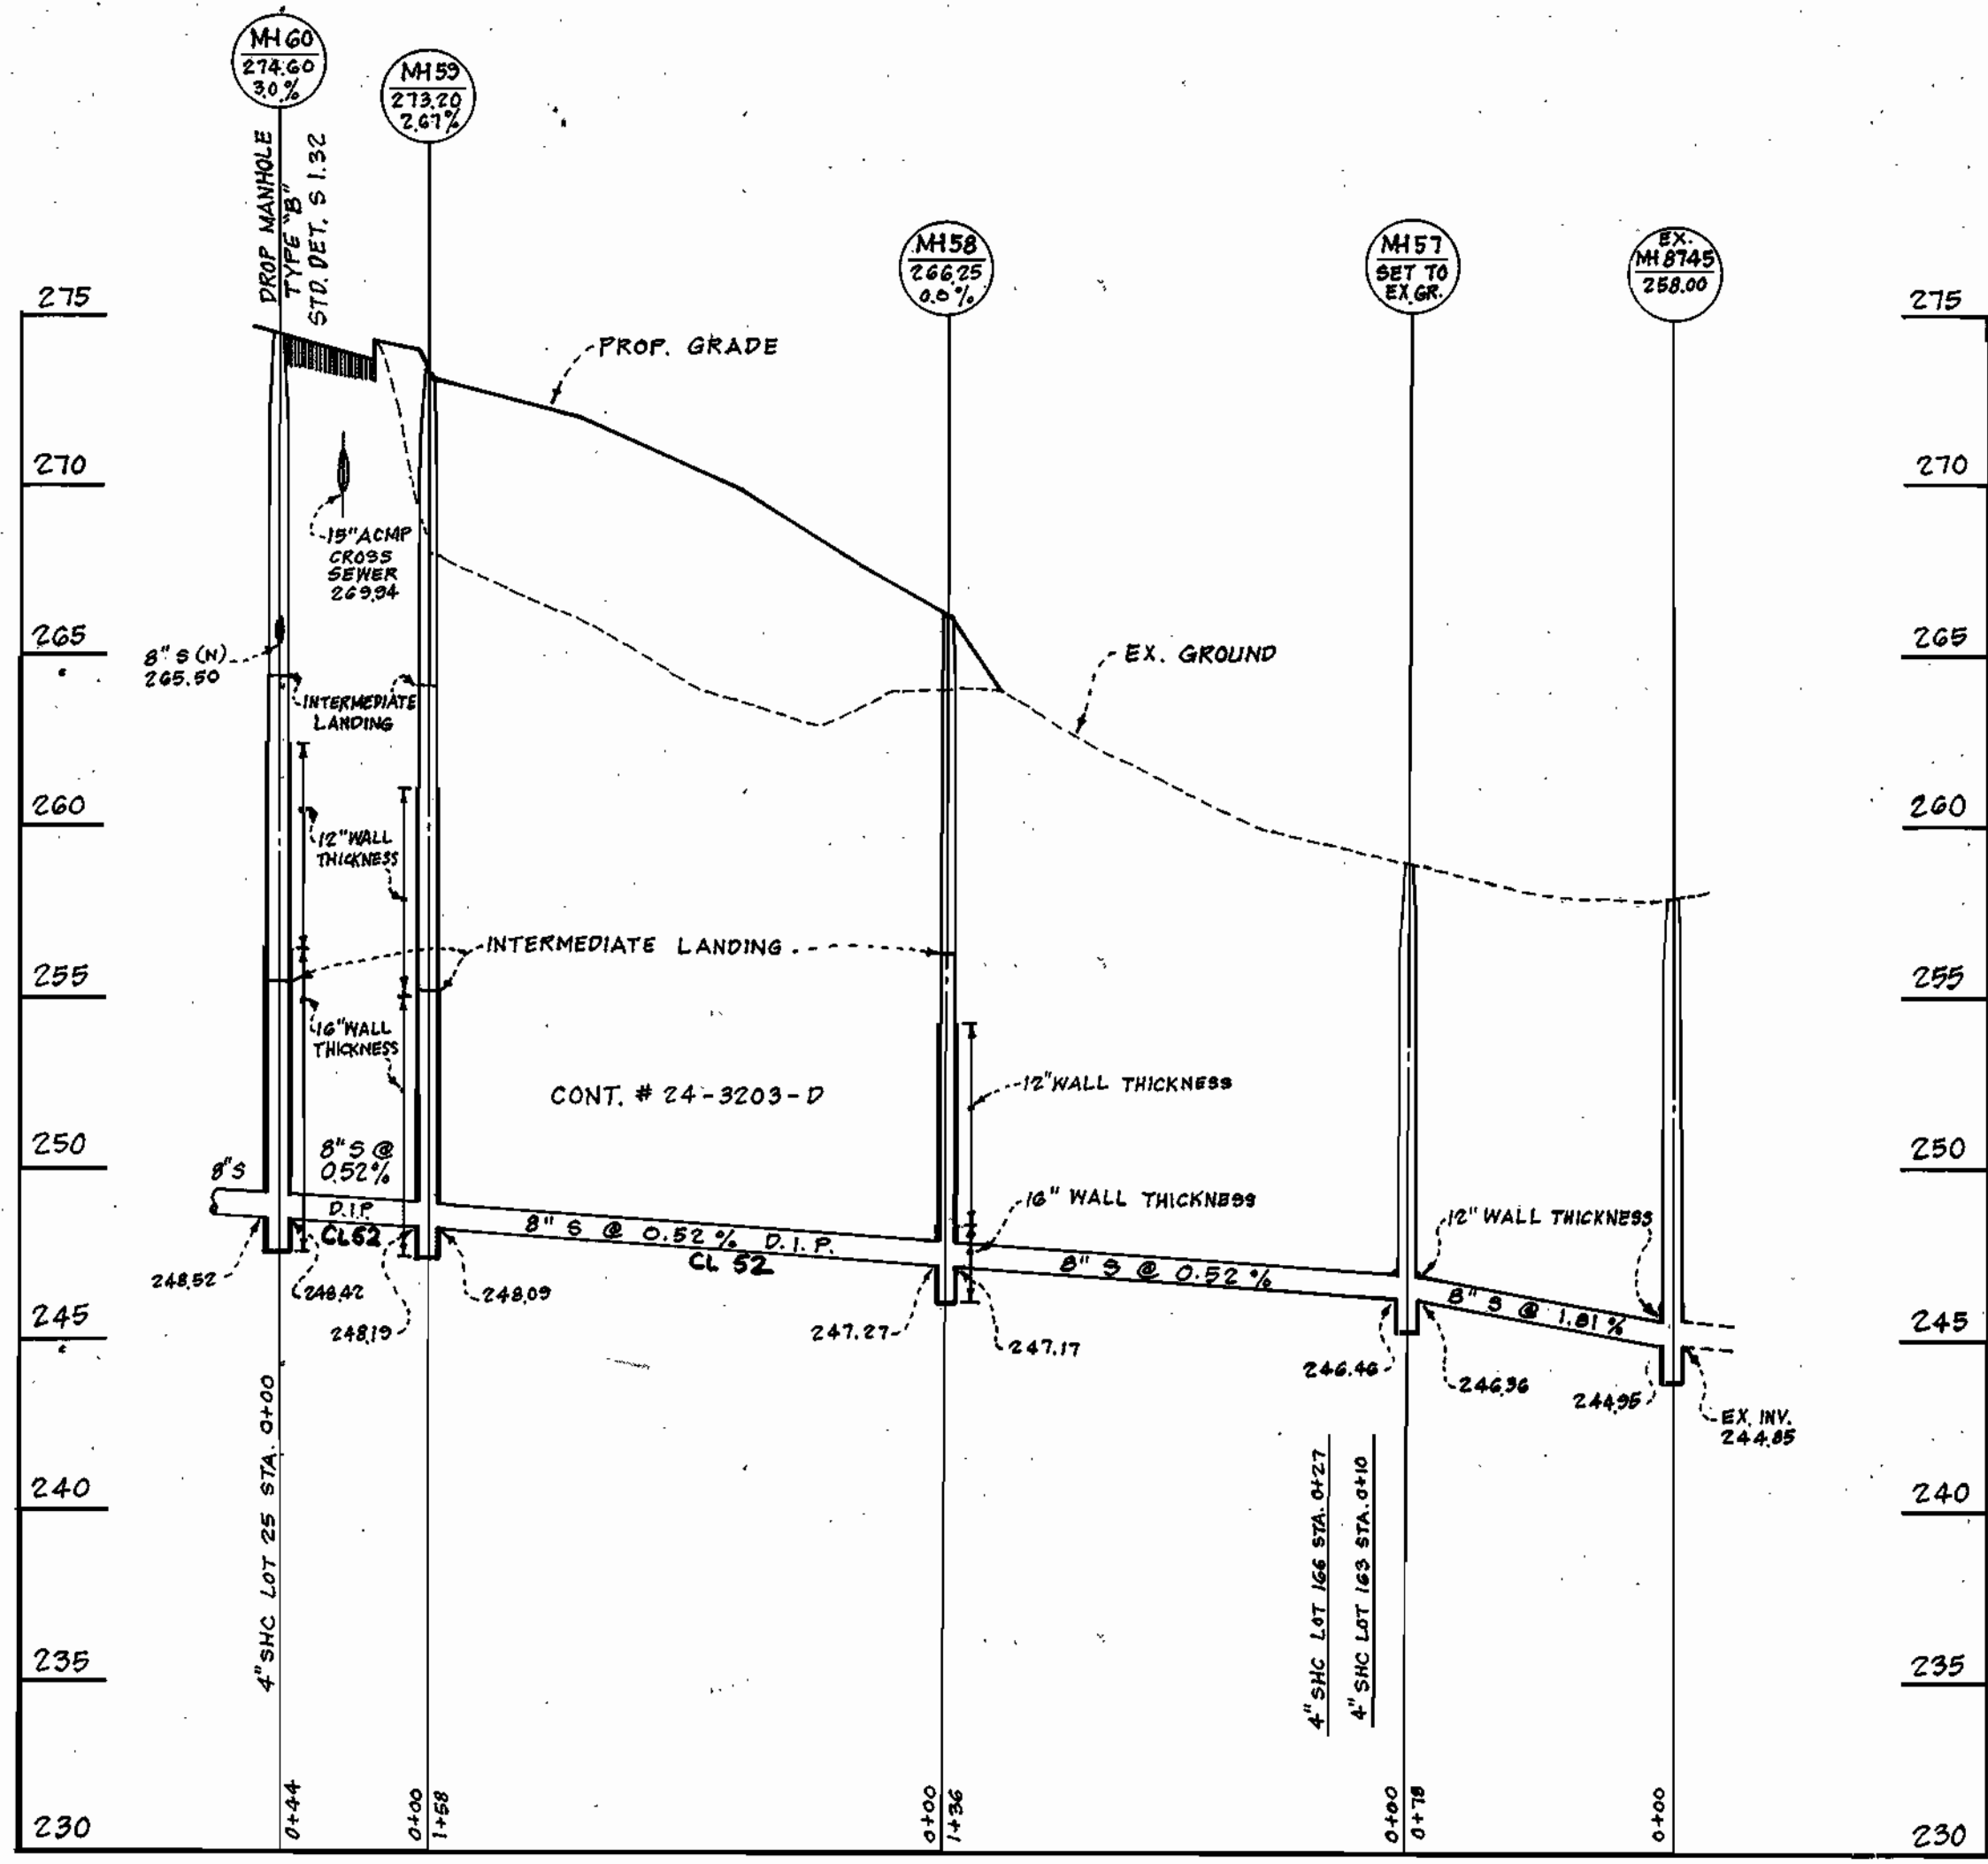 MH 60
274.60
3.0 %
MH 59
273.20
2.67 %
MH 58
266.25
0.0 %
MH 57
SET TO
EX. GR.
EX.
MH 8745
258.00
DROP MANHOLE
TYPE "B"
STD. DET. S 1.32
275
275
PROP. GRADE
270
270
15" ACMP
CROSS
SEWER
269.94
265
265
8" S (N)
265.50
EX. GROUND
INTERMEDIATE
LANDING
260
260
12" WALL
THICKNESS
INTERMEDIATE LANDING
255
255
16" WALL
THICKNESS
CONT. # 24-3203-D
12" WALL THICKNESS
250
250
8" S @
0.52 %
8" S
D.I.P.
CL 52
8" S @ 0.52 % D.I.P.
CL 52
16" WALL THICKNESS
12" WALL THICKNESS
8" S @ 0.52 %
8" S @ 1.81 %
248.52
248.42
248.19
248.09
247.27
247.17
246.46
246.36
244.95
EX. INV.
244.85
245
245
240
240
4" SHC LOT 25 STA. 0+00
4" SHC LOT 166 STA. 0+27
4" SHC LOT 163 STA. 0+10
235
235
0+44
0+00
1+58
0+00
1+36
0+00
0+78
0+00
230
230